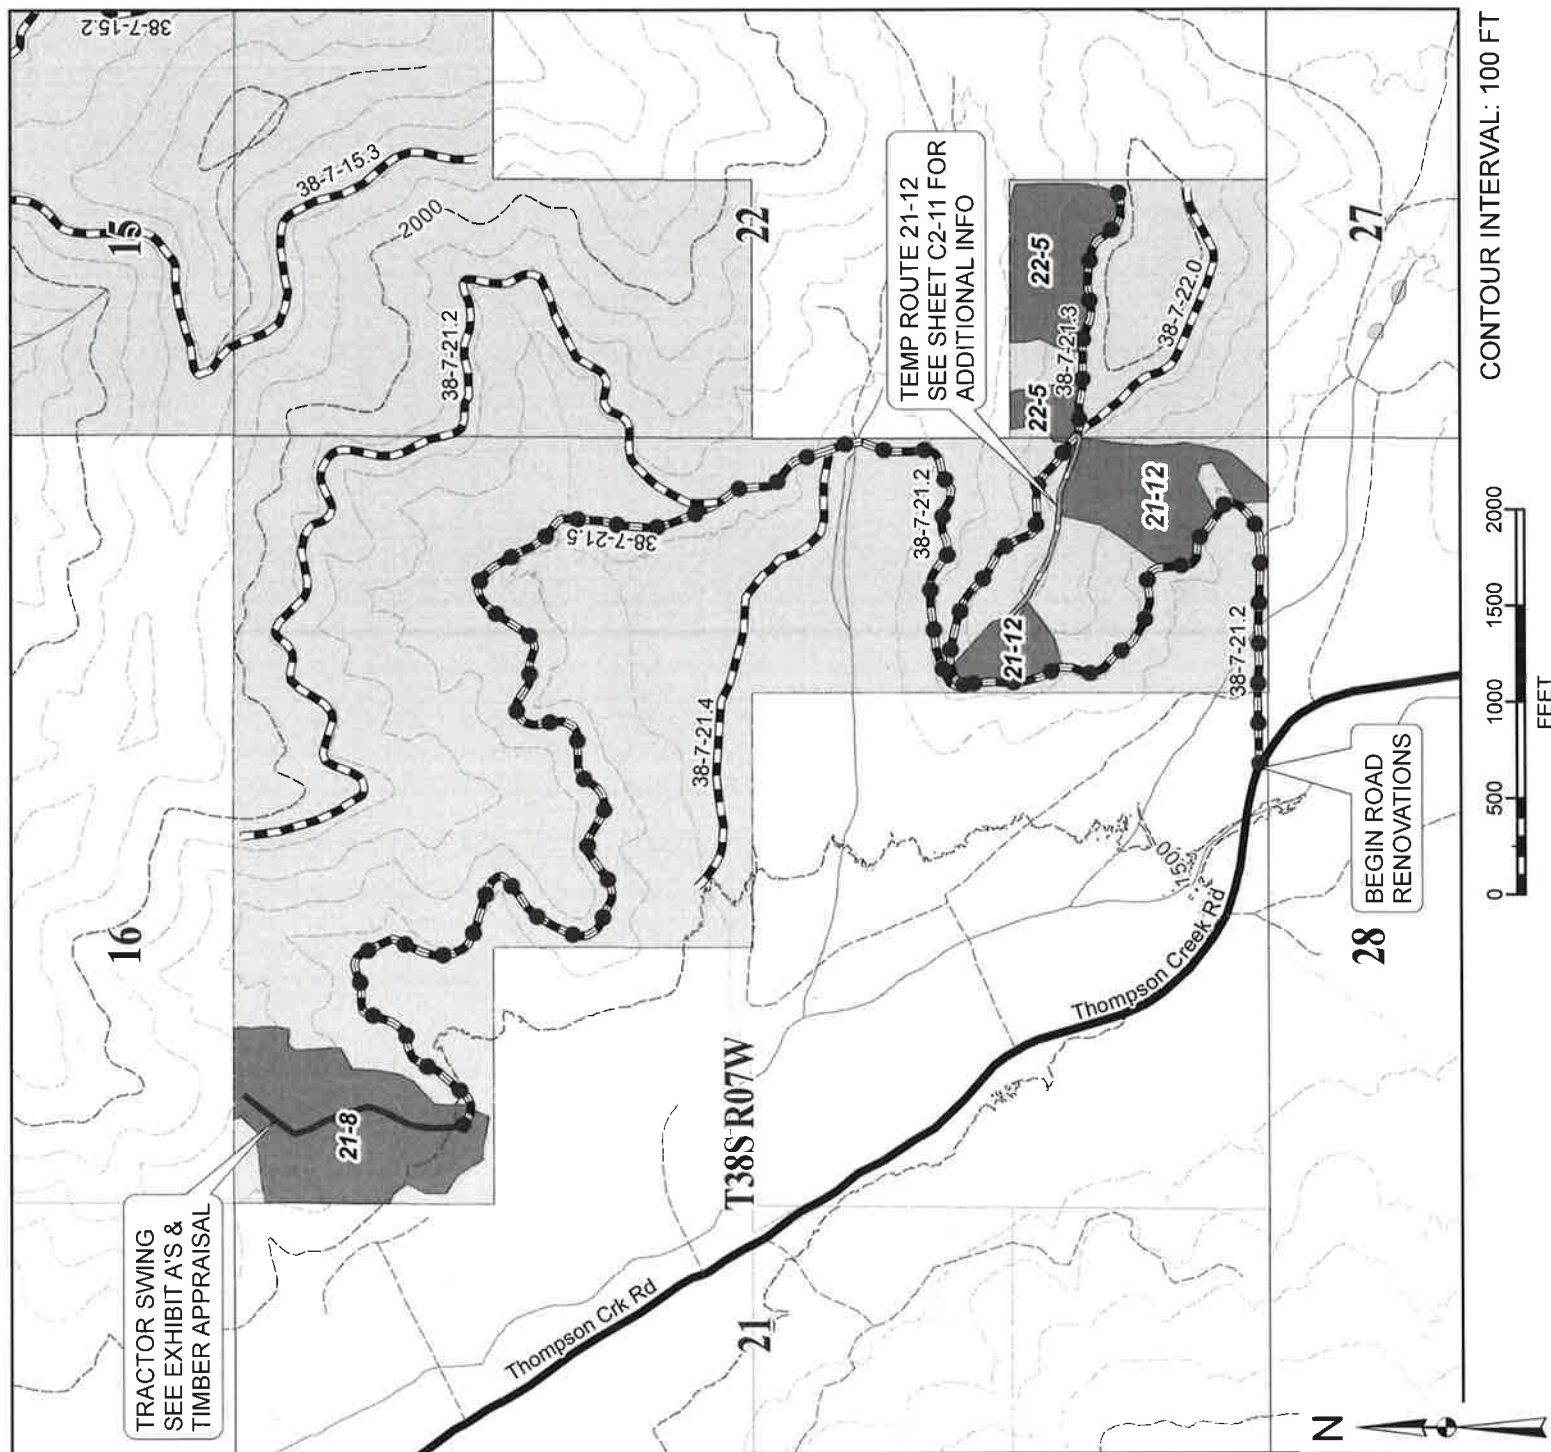 38-7-15.2
15
38-7-15.3
2000
16
38-7-21.2
TRACTOR SWING
SEE EXHIBIT A'S &
TIMBER APPRAISAL
21-8
38-7-21.5
22
T38S R07W
38-7-21.4
Thompson Crk Rd
21
TEMP ROUTE 21-12
SEE SHEET C2-11 FOR
ADDITIONAL INFO
38-7-21.2
22-5
22-5
38-7-21.3
38-7-22.0
21-12
21-12
1500
Thompson Creek Rd
38-7-21.2
BEGIN ROAD
RENOVATIONS
28
27
N
0
500
1000
1500
2000
FEET
CONTOUR INTERVAL: 100 FT